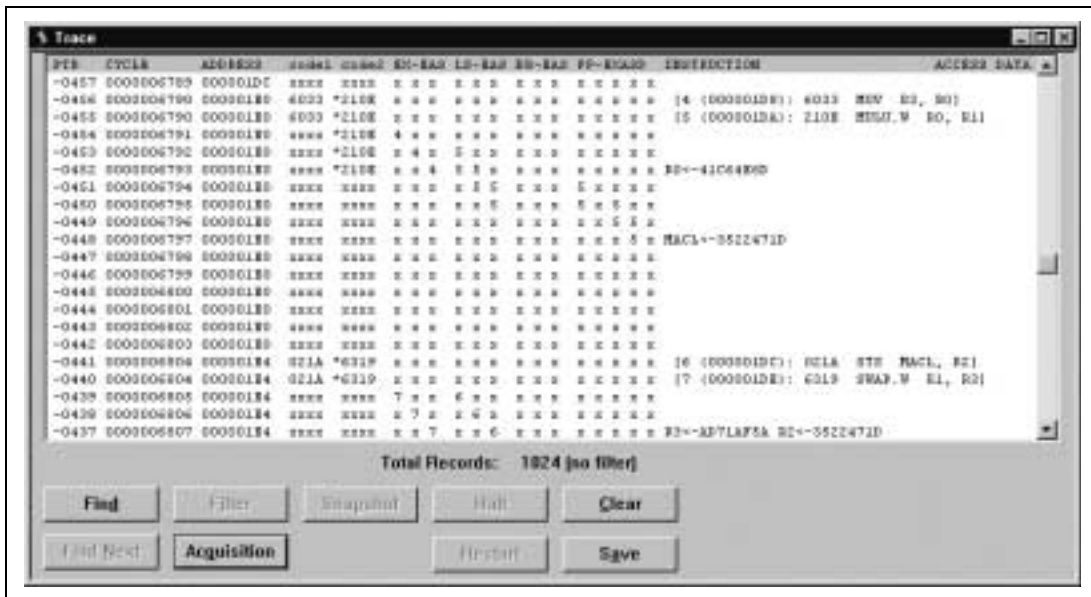 Trace
PTR CYCLE ADDRESS code1 code2 EX-EAS LS-EAS BR-EAS FP-EXASD INSTRUCTION ACCESS DATA
-0457 0000006789 000001DC xxxx xxxx x x x x x x x x x x x x x x
-0456 0000006790 000001E0 6033 *210E x x x x x x x x x x x x x x [4 (000001D8): 6033 MOV R3, R0]
-0455 0000006790 000001E0 6033 *210E x x x x x x x x x x x x x x [5 (000001DA): 210E MULU.W R0, R1]
-0454 0000006791 000001E0 xxxx *210E 4 x x x x x x x x x x x x x
-0453 0000006792 000001E0 xxxx *210E x 4 x 5 x x x x x x x x x x
-0452 0000006793 000001E0 xxxx *210E x x 4 5 5 x x x x x x x x x R0<-41C64E6D
-0451 0000006794 000001E0 xxxx xxxx x x x x 5 5 x x x 5 x x x x
-0450 0000006795 000001E0 xxxx xxxx x x x x x 5 x x x 5 x 5 x x
-0449 0000006796 000001E0 xxxx xxxx x x x x x x x x x x x 5 5 x
-0448 0000006797 000001E0 xxxx xxxx x x x x x x x x x x x x 5 x MACL<-3522471D
-0447 0000006798 000001E0 xxxx xxxx x x x x x x x x x x x x x x
-0446 0000006799 000001E0 xxxx xxxx x x x x x x x x x x x x x x
-0445 0000006800 000001E0 xxxx xxxx x x x x x x x x x x x x x x
-0444 0000006801 000001E0 xxxx xxxx x x x x x x x x x x x x x x
-0443 0000006802 000001E0 xxxx xxxx x x x x x x x x x x x x x x
-0442 0000006803 000001E0 xxxx xxxx x x x x x x x x x x x x x x
-0441 0000006804 000001E4 021A *6319 x x x x x x x x x x x x x x [6 (000001DC): 021A STS MACL, R2]
-0440 0000006804 000001E4 021A *6319 x x x x x x x x x x x x x x [7 (000001DE): 6319 SWAP.W R1, R3]
-0439 0000006805 000001E4 xxxx xxxx 7 x x 6 x x x x x x x x x x
-0438 0000006806 000001E4 xxxx xxxx x 7 x x 6 x x x x x x x x x
-0437 0000006807 000001E4 xxxx xxxx x x 7 x x 6 x x x x x x x x R3<-AD71AF5A R2<-3522471D
Total Records: 1024 (no filter)
Find Filter Snapshot Halt Clear
Find Next Acquisition Restart Save